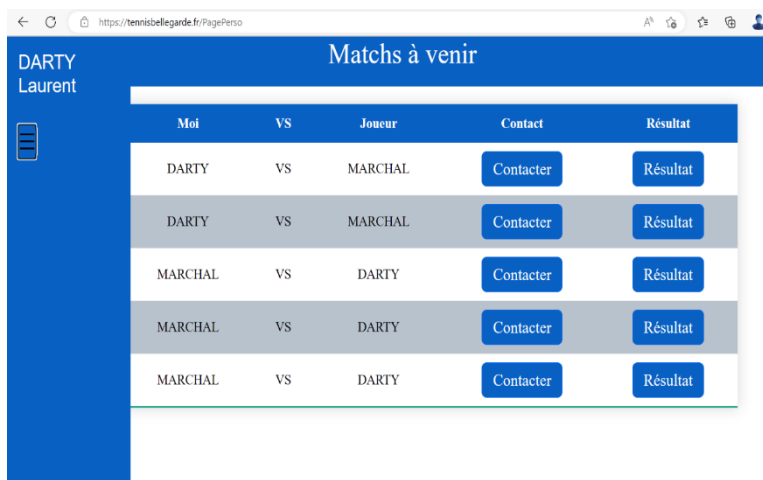 https://tennisbellegarde.fr/PagePerso
DARTY
Laurent
Matchs à venir
Moi VS Joueur Contact Résultat
DARTY VS MARCHAL Contacter Résultat
DARTY VS MARCHAL Contacter Résultat
MARCHAL VS DARTY Contacter Résultat
MARCHAL VS DARTY Contacter Résultat
MARCHAL VS DARTY Contacter Résultat